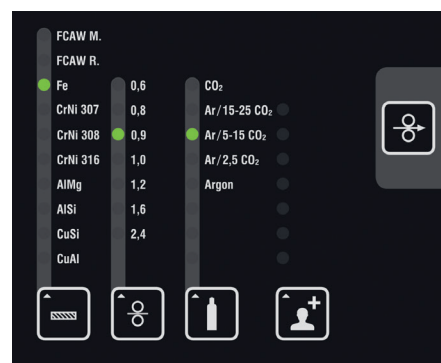 FCAW M.
FCAW R.
Fe
CrNi 307
CrNi 308
CrNi 316
AlMg
AlSi
CuSi
CuAl
0,6
0,8
0,9
1,0
1,2
1,6
2,4
CO₂
Ar/15-25 CO₂
Ar/5-15 CO₂
Ar/2,5 CO₂
Argon